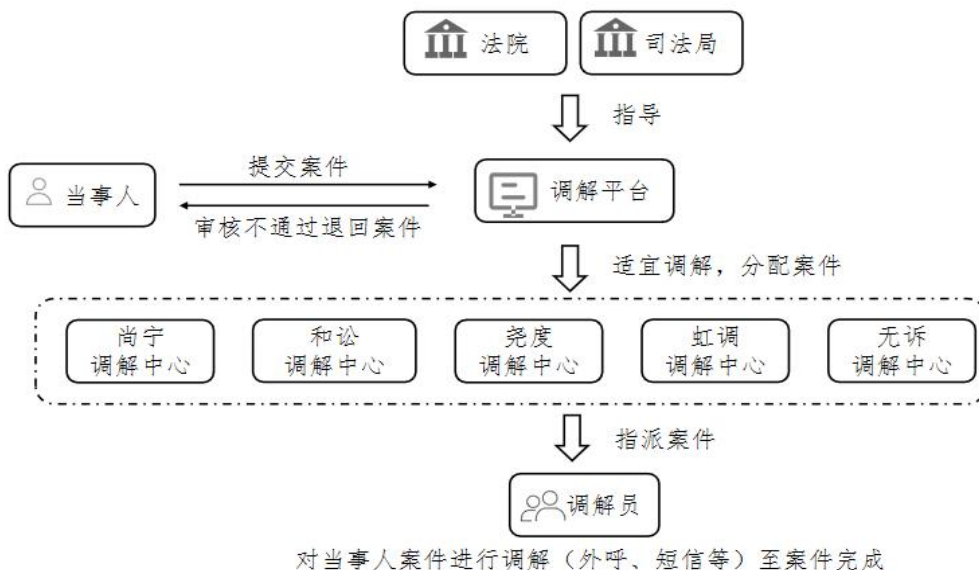 法院
司法局
指导
提交案件
当事人
调解平台
审核不通过退回案件
适宜调解，分配案件
尚宁
调解中心
和讼
调解中心
尧度
调解中心
虹调
调解中心
无诉
调解中心
指派案件
调解员
对当事人案件进行调解（外呼、短信等）至案件完成